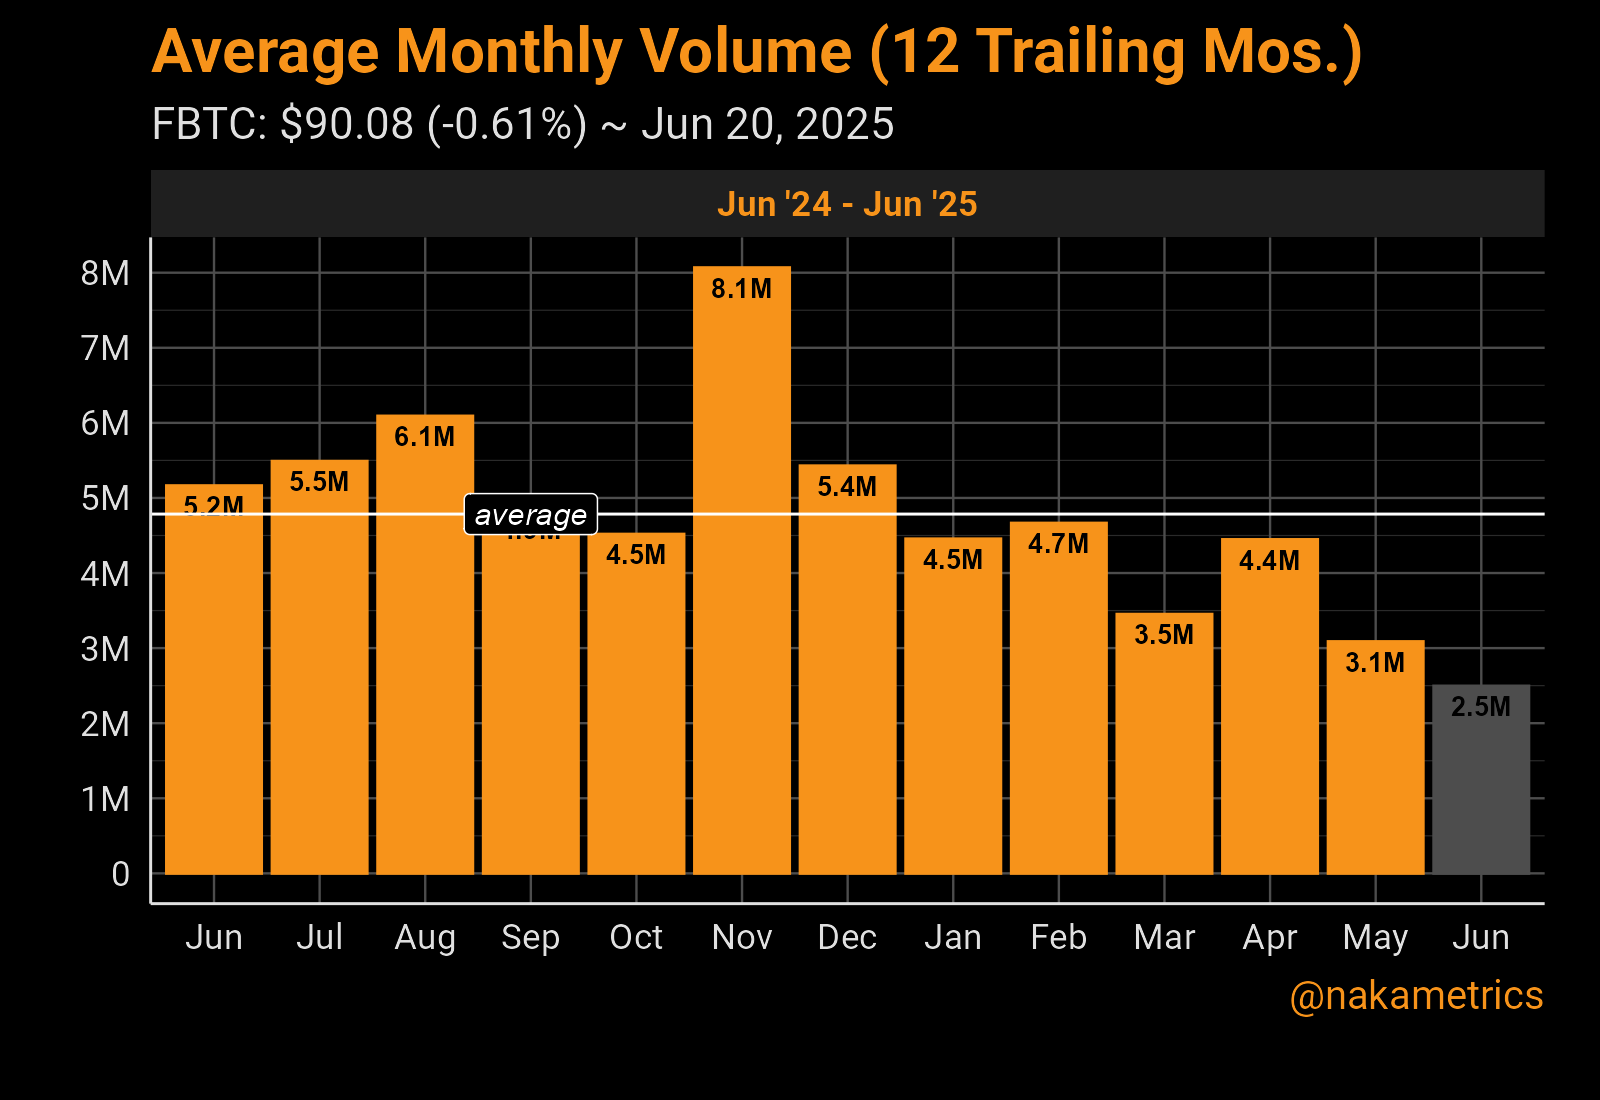 Average Monthly Volume (12 Trailing Mos.)
FBTC: $90.08 (-0.61%) ~ Jun 20, 2025
Jun '24 - Jun '25
8M
7M
6M
5M
4M
3M
2M
1M
0
5.2M
5.5M
6.1M
average
4.5M
8.1M
5.4M
4.5M
4.7M
3.5M
4.4M
3.1M
2.5M
Jun Jul Aug Sep Oct Nov Dec Jan Feb Mar Apr May Jun
@nakametrics